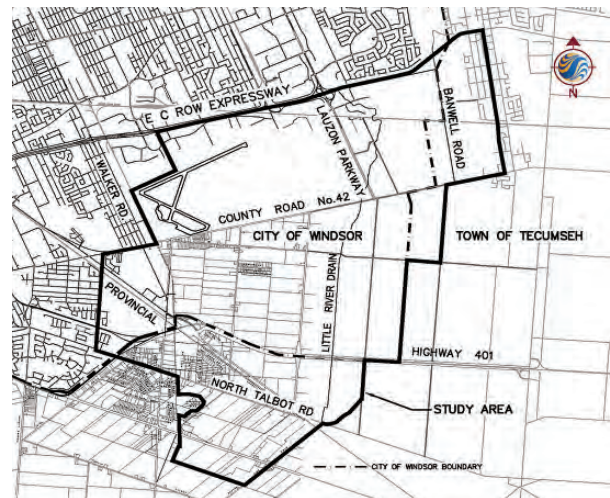 E C ROW EXPRESSWAY
BANWELL ROAD
LAUZON PARKWAY
WALKER RD.
N
COUNTY ROAD No.42
CITY OF WINDSOR
TOWN OF TECUMSEH
PROVINCIAL
LITTLE RIVER DRAIN
HIGHWAY 401
NORTH TALBOT RD
STUDY AREA
CITY OF WINDSOR BOUNDARY